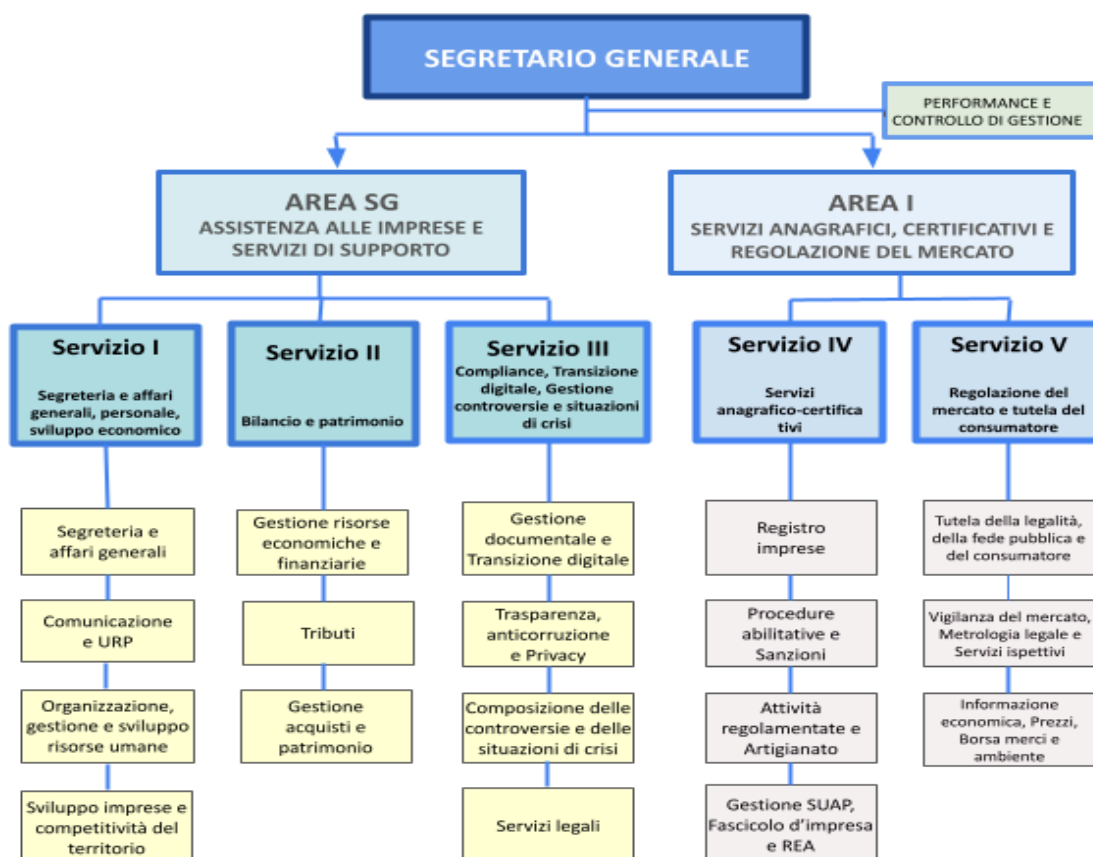 SEGRETARIO GENERALE
PERFORMANCE E
CONTROLLO DI GESTIONE
AREA SG
ASSISTENZA ALLE IMPRESE E
SERVIZI DI SUPPORTO
AREA I
SERVIZI ANAGRAFICI, CERTIFICATIVI E
REGOLAZIONE DEL MERCATO
Servizio I
Segreteria e affari
generali, personale,
sviluppo economico
Servizio II
Bilancio e patrimonio
Servizio III
Compliance, Transizione
digitale, Gestione
controversie e situazioni
di crisi
Servizio IV
Servizi
anagrafico-certifica
tivi
Servizio V
Regolazione del
mercato e tutela del
consumatore
Segreteria e
affari generali
Comunicazione
e URP
Organizzazione,
gestione e sviluppo
risorse umane
Sviluppo imprese e
competitività del
territorio
Gestione risorse
economiche e
finanziarie
Tributi
Gestione
acquisti e
patrimonio
Gestione
documentale e
Transizione digitale
Trasparenza,
anticorruzione
e Privacy
Composizione delle
controversie e delle
situazioni di crisi
Servizi legali
Registro
imprese
Procedure
abilitative e
Sanzioni
Attività
regolamentate e
Artigianato
Gestione SUAP,
Fascicolo d'impresa
e REA
Tutela della legalità,
della fede pubblica e
del consumatore
Vigilanza del mercato,
Metrologia legale e
Servizi ispettivi
Informazione
economica, Prezzi,
Borsa merci e
ambiente